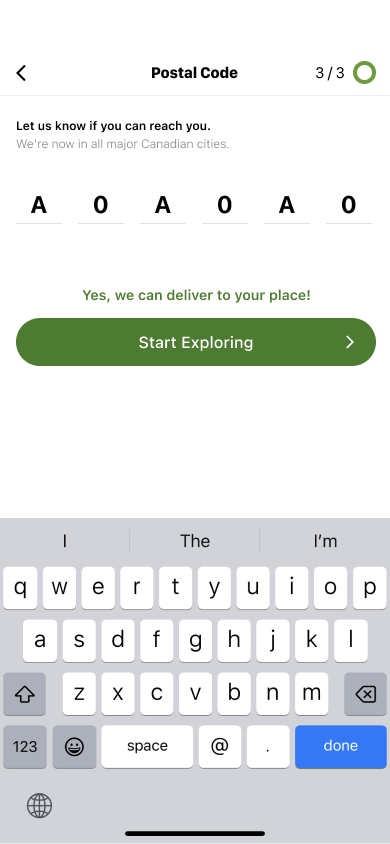 Postal Code
3 / 3
Let us know if you can reach you.
We're now in all major Canadian cities.
A 0 A 0 A 0
Yes, we can deliver to your place!
Start Exploring
I The I'm
q w e r t y u i o p
a s d f g h j k l
z x c v b n m
123 space @ . done